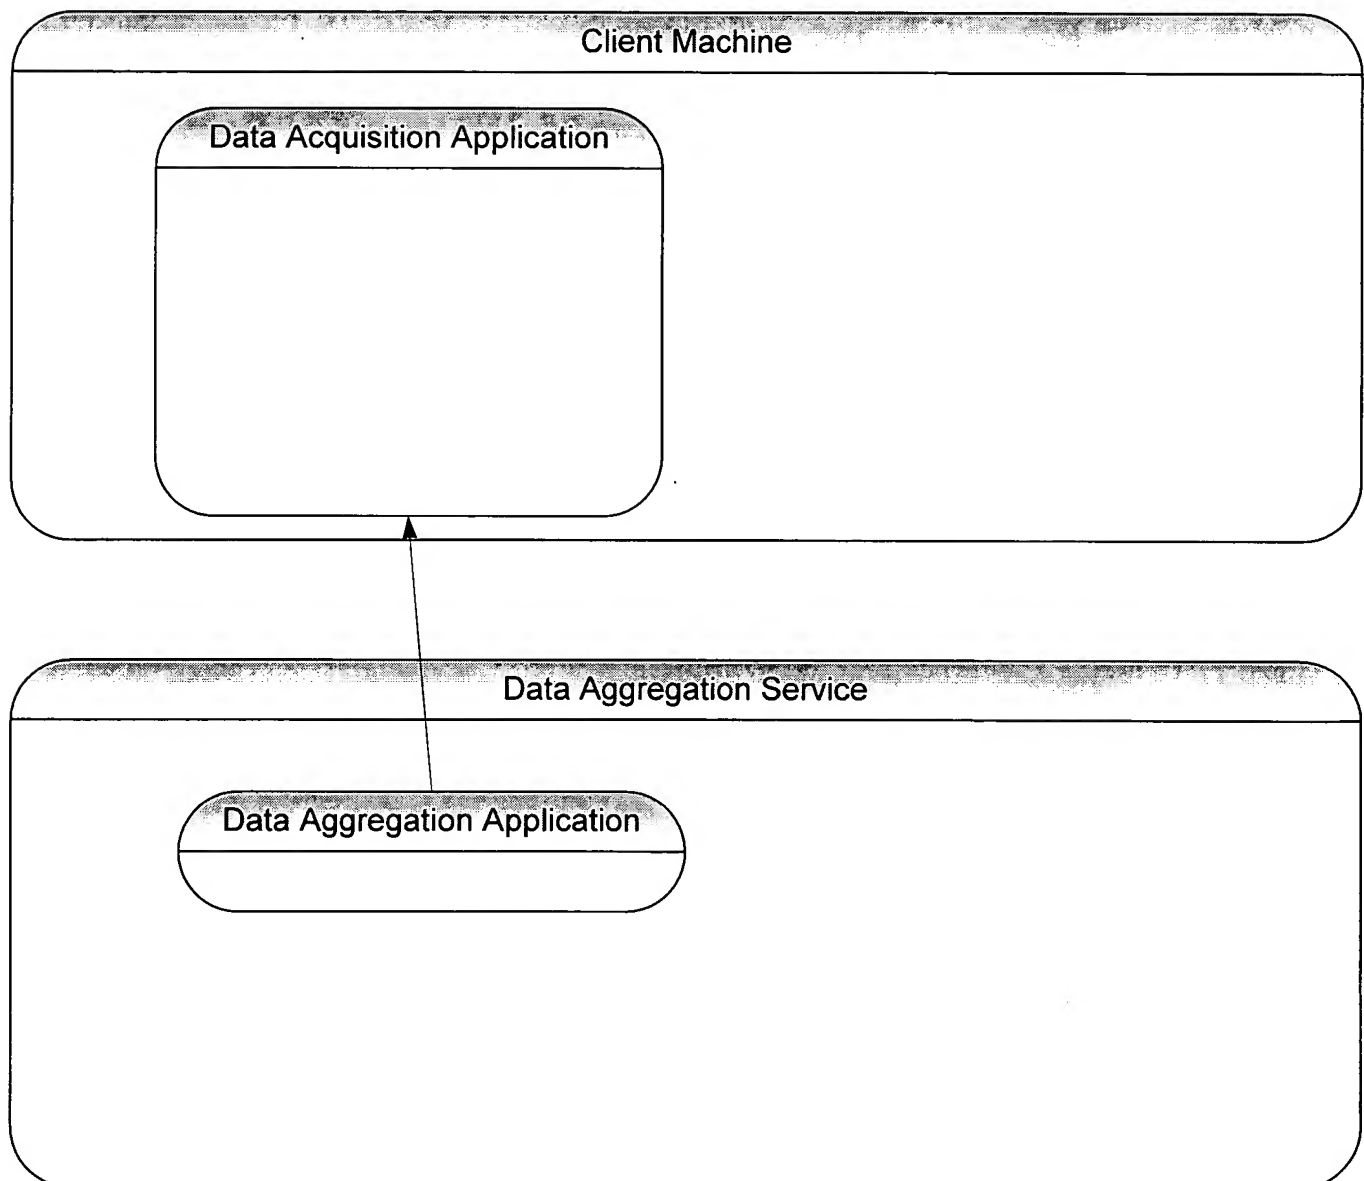 Client Machine
Data Acquisition Application
Data Aggregation Service
Data Aggregation Application